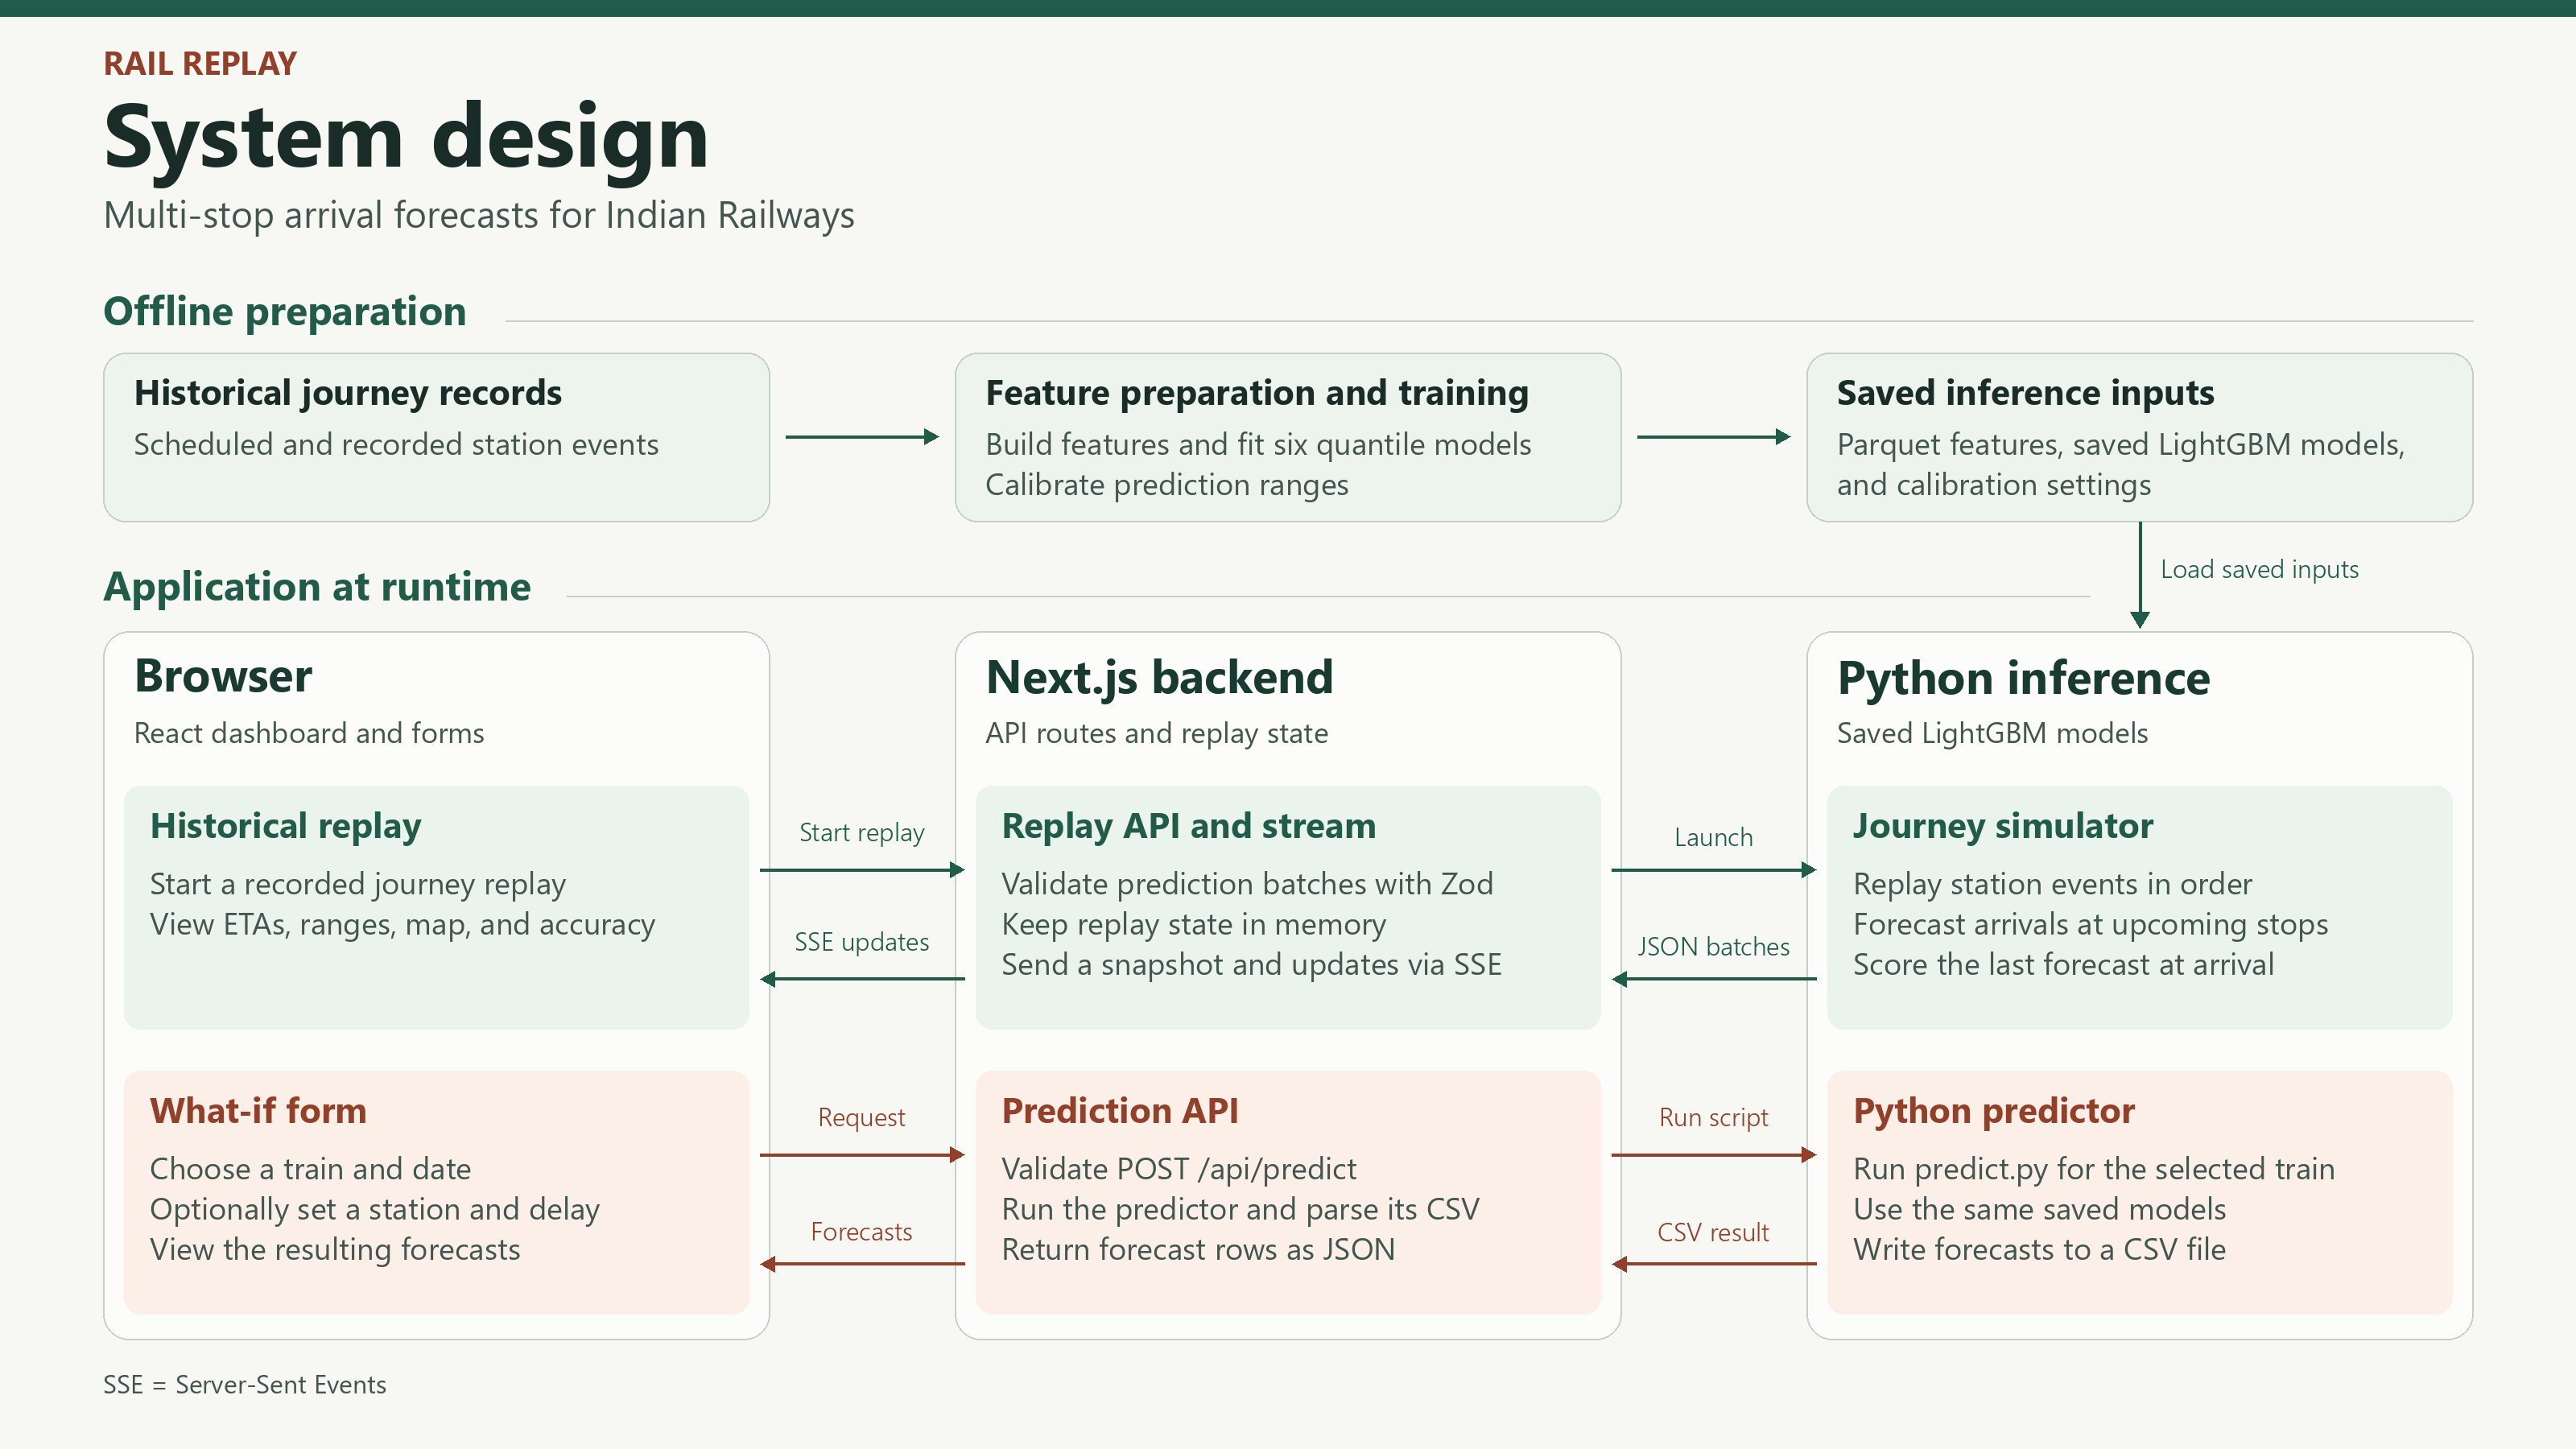 RAIL REPLAY
System design
Multi-stop arrival forecasts for Indian Railways
Offline preparation
Historical journey records
Scheduled and recorded station events
Feature preparation and training
Build features and fit six quantile models
Calibrate prediction ranges
Saved inference inputs
Parquet features, saved LightGBM models,
and calibration settings
Load saved inputs
Application at runtime
Browser
React dashboard and forms
Next.js backend
API routes and replay state
Python inference
Saved LightGBM models
Historical replay
Start a recorded journey replay
View ETAs, ranges, map, and accuracy
Start replay
SSE updates
Replay API and stream
Validate prediction batches with Zod
Keep replay state in memory
Send a snapshot and updates via SSE
Launch
JSON batches
Journey simulator
Replay station events in order
Forecast arrivals at upcoming stops
Score the last forecast at arrival
What-if form
Choose a train and date
Optionally set a station and delay
View the resulting forecasts
Request
Forecasts
Prediction API
Validate POST /api/predict
Run the predictor and parse its CSV
Return forecast rows as JSON
Run script
CSV result
Python predictor
Run predict.py for the selected train
Use the same saved models
Write forecasts to a CSV file
SSE = Server-Sent Events